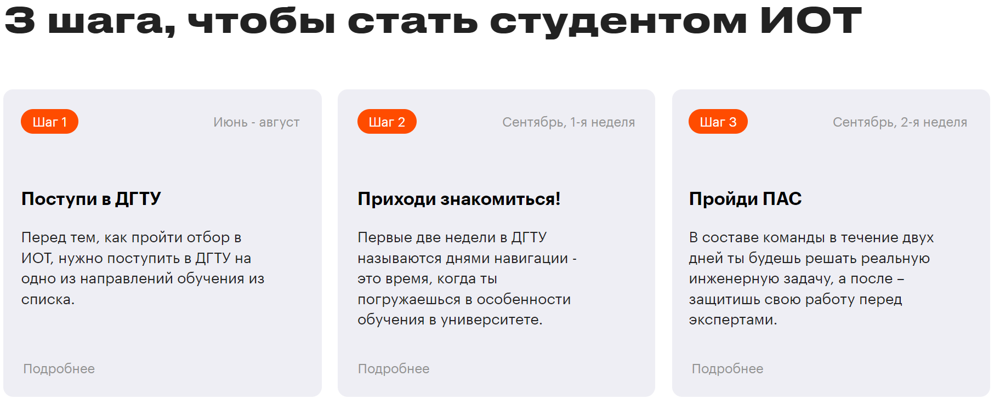 3 шага, чтобы стать студентом ИОТ
Шаг 1
Июнь - август
Поступи в ДГТУ
Перед тем, как пройти отбор в
ИОТ, нужно поступить в ДГТУ на
одно из направлений обучения из
списка.
Подробнее
Шаг 2
Сентябрь, 1-я неделя
Приходи знакомиться!
Первые две недели в ДГТУ
называются днями навигации -
это время, когда ты
погружаешься в особенности
обучения в университете.
Подробнее
Шаг 3
Сентябрь, 2-я неделя
Пройди ПАС
В составе команды в течение двух
дней ты будешь решать реальную
инженерную задачу, а после –
защитишь свою работу перед
экспертами.
Подробнее